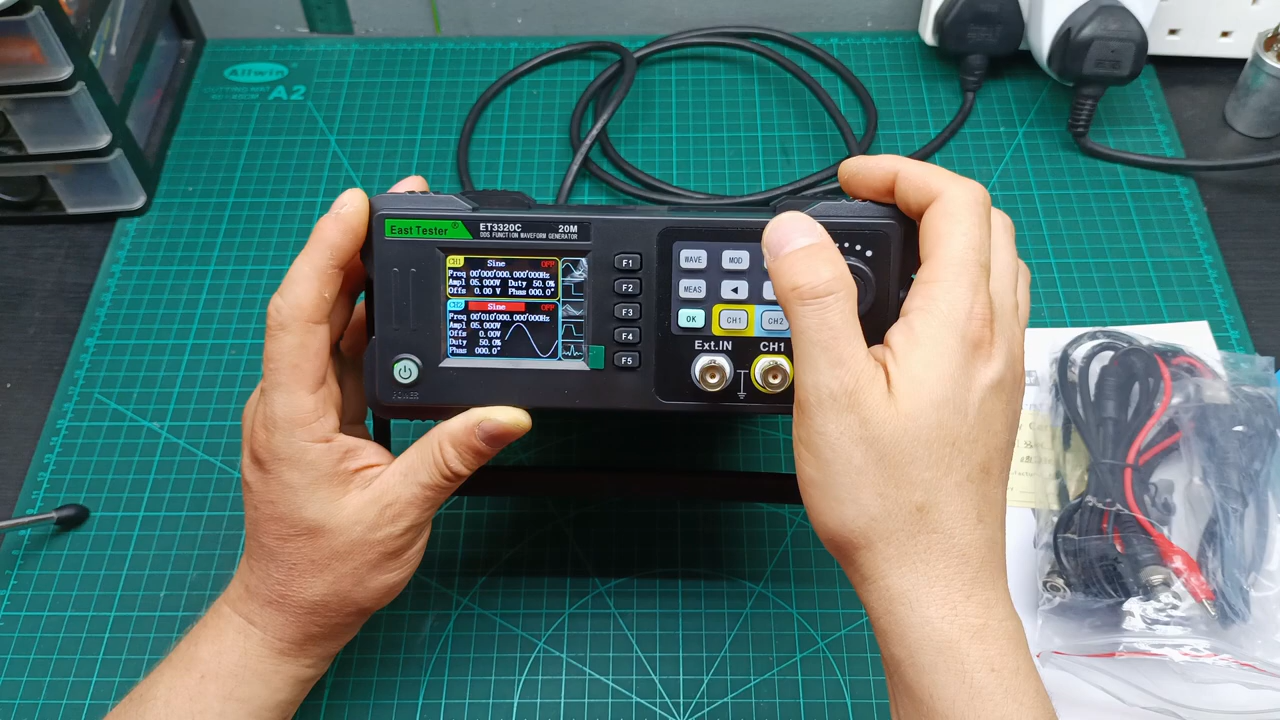 Allwin
A2
East Tester®
ET3320C 20M
DDS FUNCTION WAVEFORM GENERATOR
CH1 Sine OFF
Freq 00'000'000.000'000Hz
Ampl 05.000V Duty 50.0%
Offs 0.00 V Phas 000.0°
CH2 Sine OFF
Freq 00'010'000.000'000Hz
Ampl 05.000V
Offs 0.00V
Duty 50.0%
Phas 000.0°
POWER
F1
F2
F3
F4
F5
WAVE MOD
MEAS
OK CH1 CH2
Ext.IN CH1